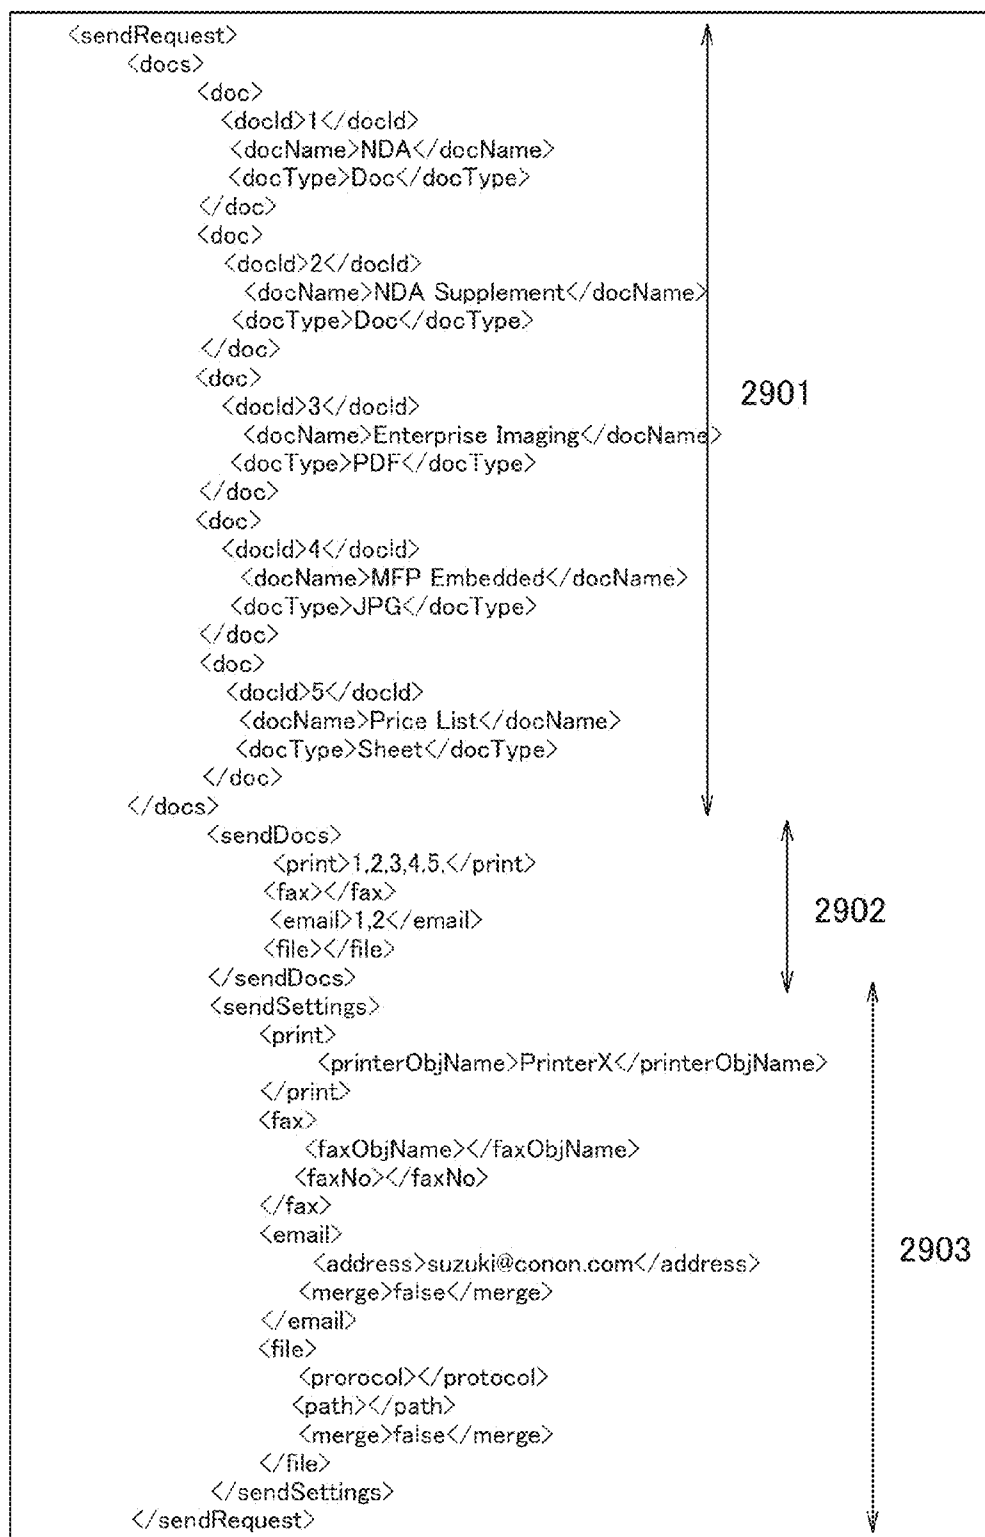 <sendRequest>
<docs>
<doc>
<docId>1</docId>
<docName>NDA</docName>
<docType>Doc</docType>
</doc>
<doc>
<docId>2</docId>
<docName>NDA Supplement</docName>
<docType>Doc</docType>
</doc>
<doc>
<docId>3</docId>
<docName>Enterprise Imaging</docName>
<docType>PDF</docType>
</doc>
<doc>
<docId>4</docId>
<docName>MFP Embedded</docName>
<docType>JPG</docType>
</doc>
<doc>
<docId>5</docId>
<docName>Price List</docName>
<docType>Sheet</docType>
</doc>
</docs>
2901
<sendDocs>
<print>1,2,3,4,5,</print>
<fax></fax>
<email>1,2</email>
<file></file>
</sendDocs>
2902
<sendSettings>
<print>
<printerObjName>PrinterX</printerObjName>
</print>
<fax>
<faxObjName></faxObjName>
<faxNo></faxNo>
</fax>
<email>
<address>suzuki@conon.com</address>
<merge>false</merge>
</email>
<file>
<prorocol></protocol>
<path></path>
<merge>false</merge>
</file>
</sendSettings>
</sendRequest>
2903